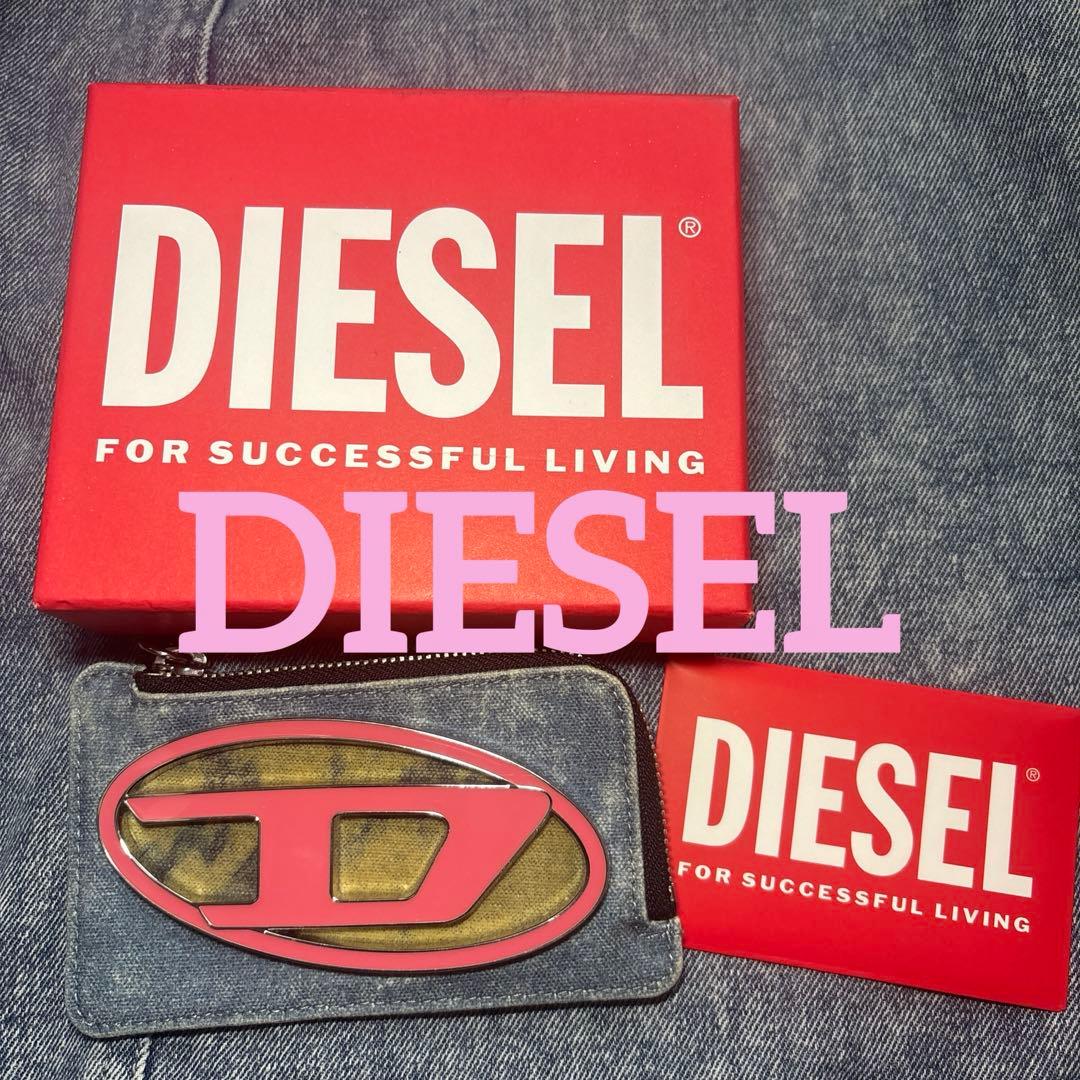 DIESEL®
FOR SUCCESSFUL LIVING
DIESEL
D
DIESEL®
FOR SUCCESSFUL LIVING